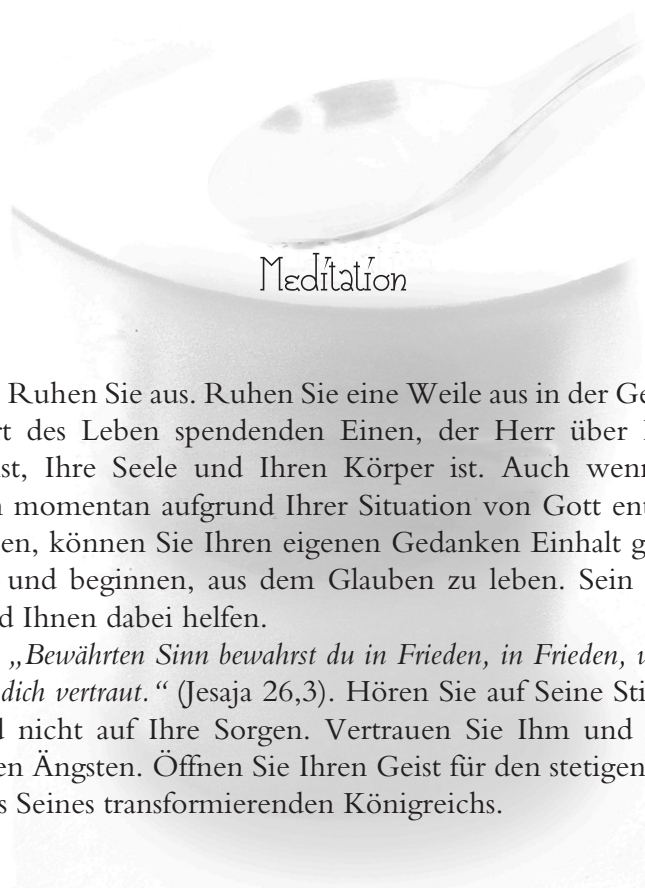 Meditation
Ruhen Sie aus. Ruhen Sie eine Weile aus in der Ge
rt des Leben spendenden Einen, der Herr über
st, Ihre Seele und Ihren Körper ist. Auch wenn
momentan aufgrund Ihrer Situation von Gott ent
en, können Sie Ihren eigenen Gedanken Einhalt g
und beginnen, aus dem Glauben zu leben. Sein
d Ihnen dabei helfen.
„Bewährten Sinn bewahrst du in Frieden, in Frieden, u
dich vertraut.“ (Jesaja 26,3). Hören Sie auf Seine Sti
d nicht auf Ihre Sorgen. Vertrauen Sie Ihm und
en Ängsten. Öffnen Sie Ihren Geist für den stetigen
s Seines transformierenden Königreichs.